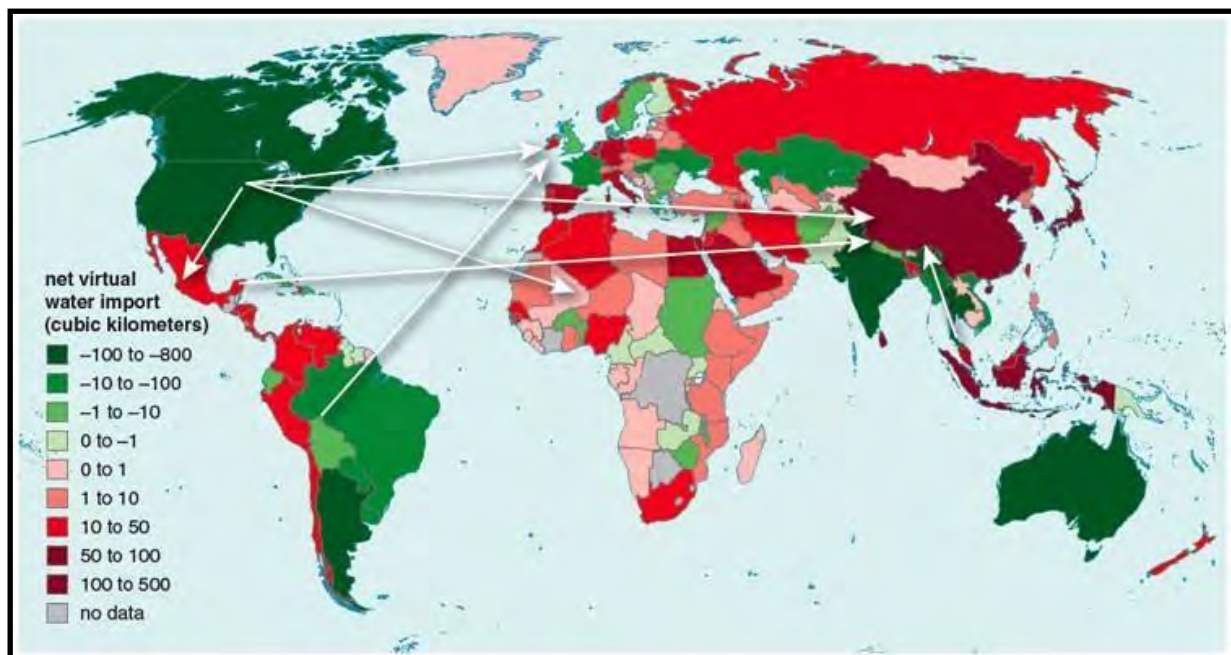 net virtual
water import
(cubic kilometers)
–100 to –800
–10 to –100
–1 to –10
0 to –1
0 to 1
1 to 10
10 to 50
50 to 100
100 to 500
no data